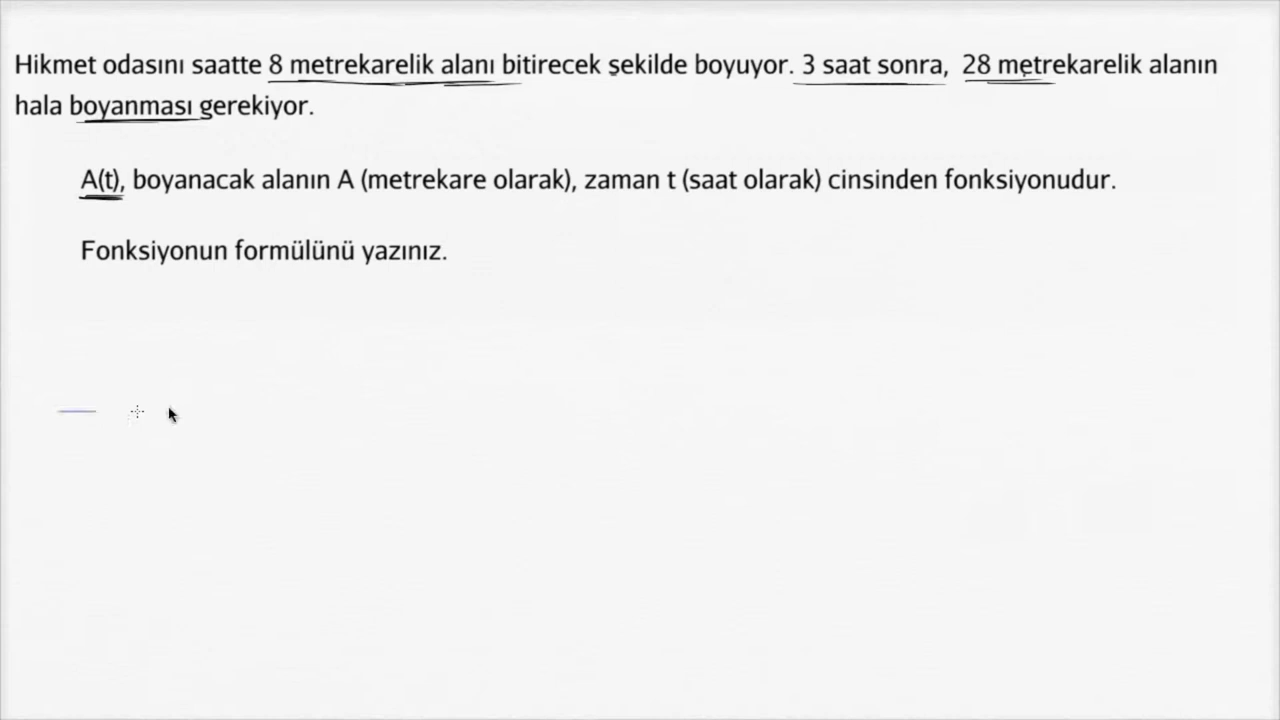 Hikmet odasını saatte 8 metrekarelik alanı bitirecek şekilde boyuyor. 3 saat sonra, 28 metrekarelik alanın
hala boyanması gerekiyor.
A(t), boyanacak alanın A (metrekare olarak), zaman t (saat olarak) cinsinden fonksiyonudur.
Fonksiyonun formülünü yazınız.